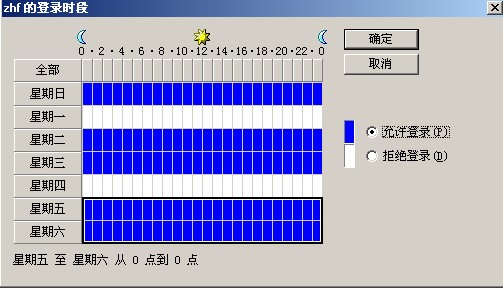 zhf 的登录时段
0 · 2 · 4 · 6 · 8 · 10 · 12 · 14 · 16 · 18 · 20 · 22 · 0
确定
取消
全部
星期日
星期一
星期二
星期三
星期四
星期五
星期六
允许登录(P)
拒绝登录(D)
星期五 至 星期六 从 0 点到 0 点